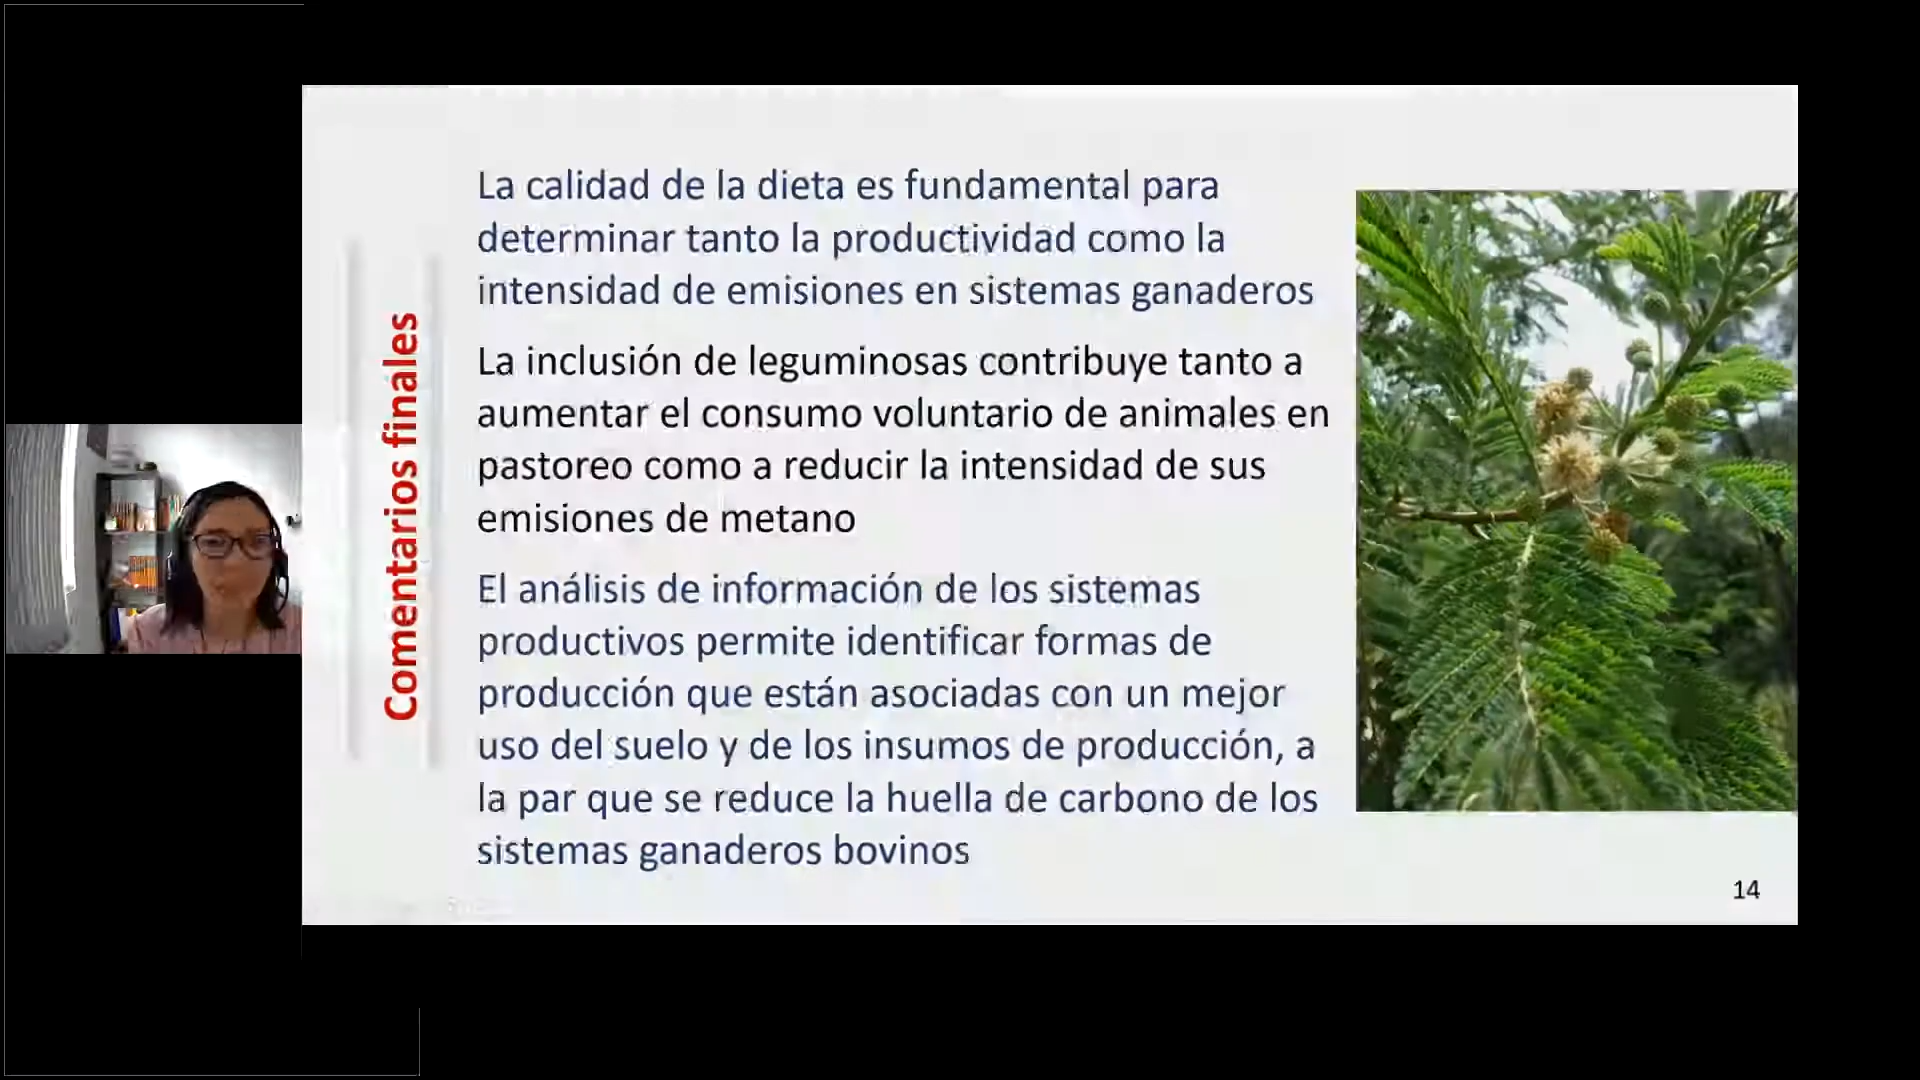 Comentarios finales
La calidad de la dieta es fundamental para
determinar tanto la productividad como la
intensidad de emisiones en sistemas ganaderos
La inclusión de leguminosas contribuye tanto a
aumentar el consumo voluntario de animales en
pastoreo como a reducir la intensidad de sus
emisiones de metano
El análisis de información de los sistemas
productivos permite identificar formas de
producción que están asociadas con un mejor
uso del suelo y de los insumos de producción, a
la par que se reduce la huella de carbono de los
sistemas ganaderos bovinos
14